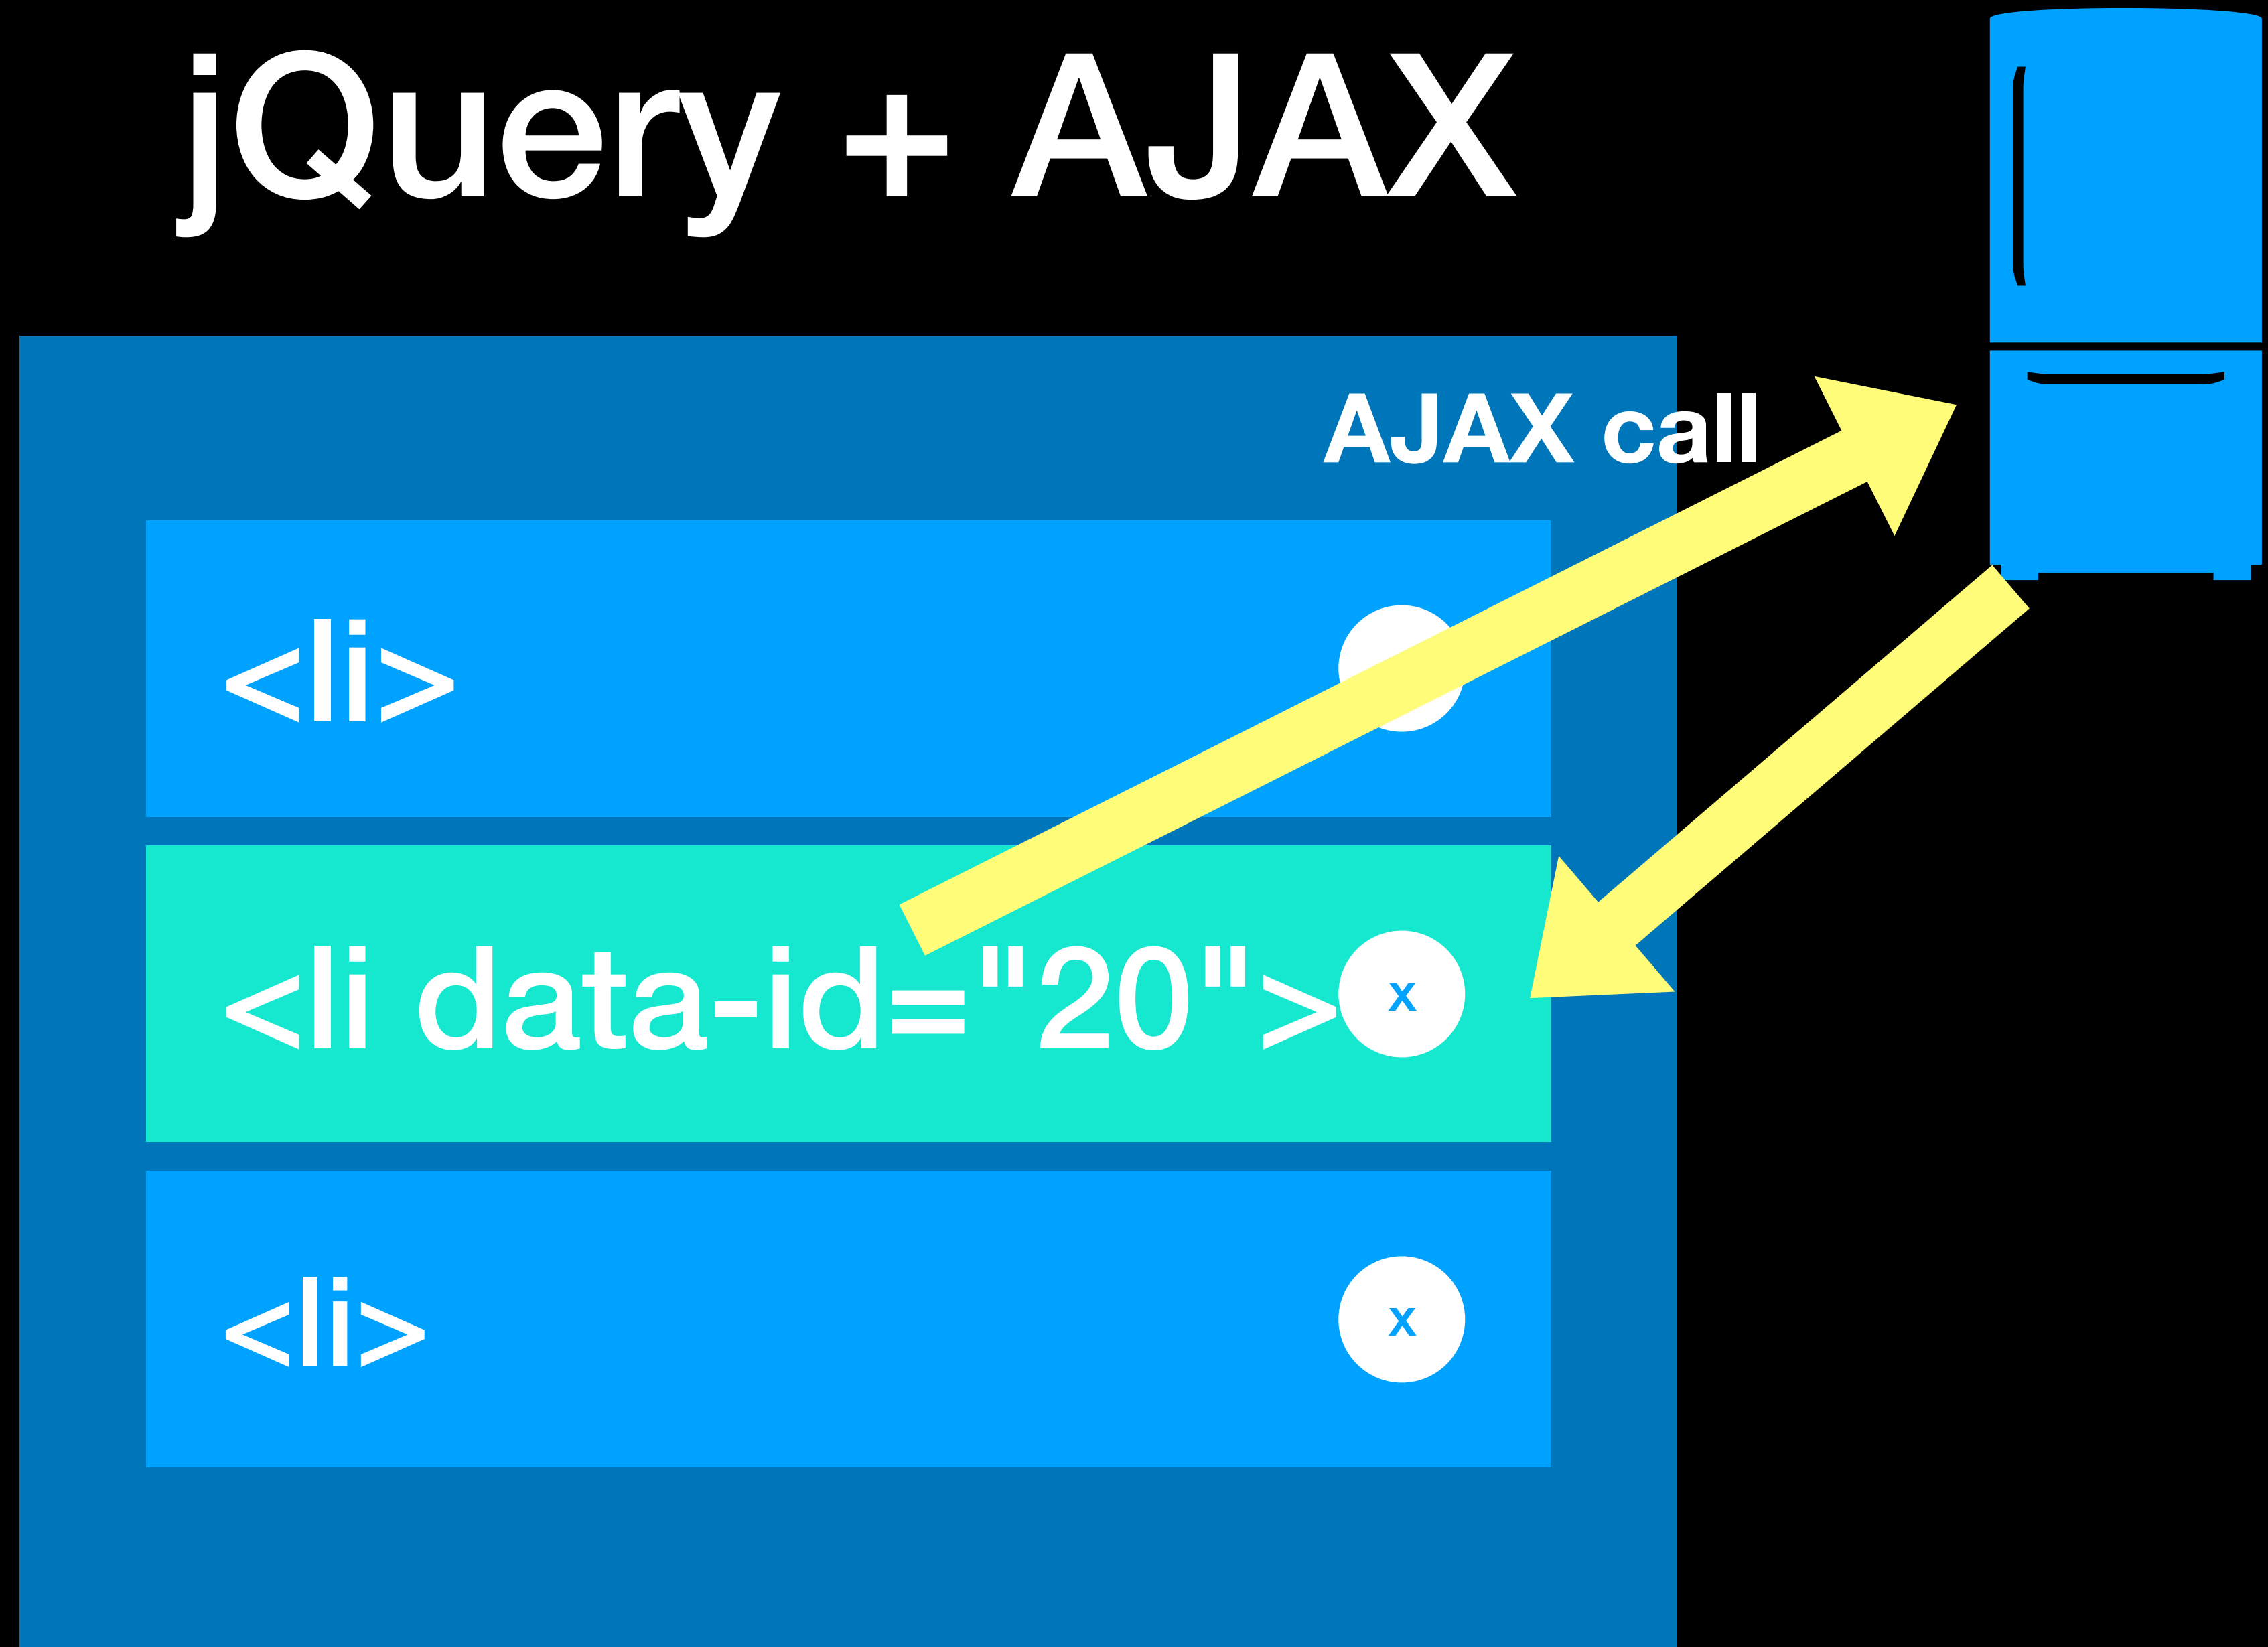 jQuery + AJAX
AJAX call
<li>
<li data-id="20">
x
<li>
x